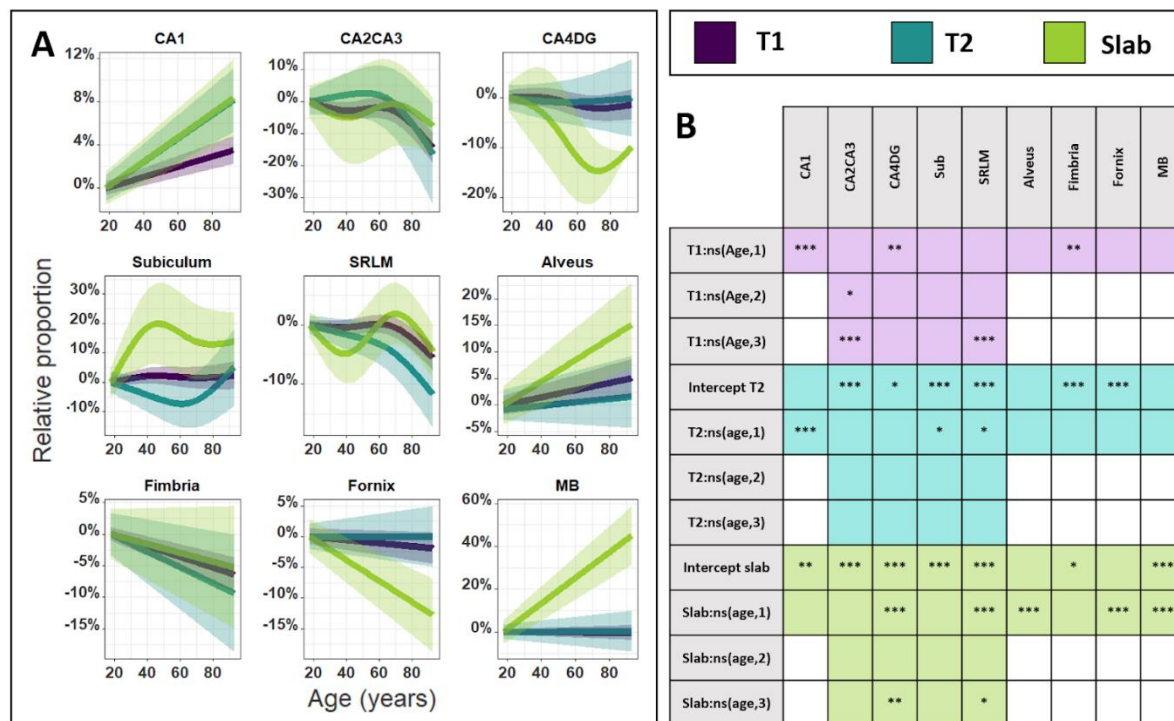 A
CA1
CA2CA3
CA4DG
12%
8%
4%
0%
20 40 60 80
10%
0%
-10%
-20%
-30%
20 40 60 80
0%
-10%
-20%
20 40 60 80
Subiculum
SRLM
Alveus
30%
20%
10%
0%
-10%
20 40 60 80
0%
-10%
20 40 60 80
20%
15%
10%
5%
0%
-5%
20 40 60 80
Fimbria
Fornix
MB
5%
0%
-5%
-10%
-15%
20 40 60 80
5%
0%
-5%
-10%
-15%
20 40 60 80
60%
40%
20%
0%
20 40 60 80
Relative proportion
Age (years)
T1 T2 Slab
B
CA1 CA2CA3 CA4DG Sub SRLM Alveus Fimbria Fornix MB
T1:ns(Age,1) *** ** **
T1:ns(Age,2) *
T1:ns(Age,3) *** ***
Intercept T2 *** * *** *** *** ***
T2:ns(age,1) *** * *
T2:ns(age,2)
T2:ns(age,3)
Intercept slab ** *** *** *** *** * ***
Slab:ns(age,1) *** *** *** *** ***
Slab:ns(age,2)
Slab:ns(age,3) ** *